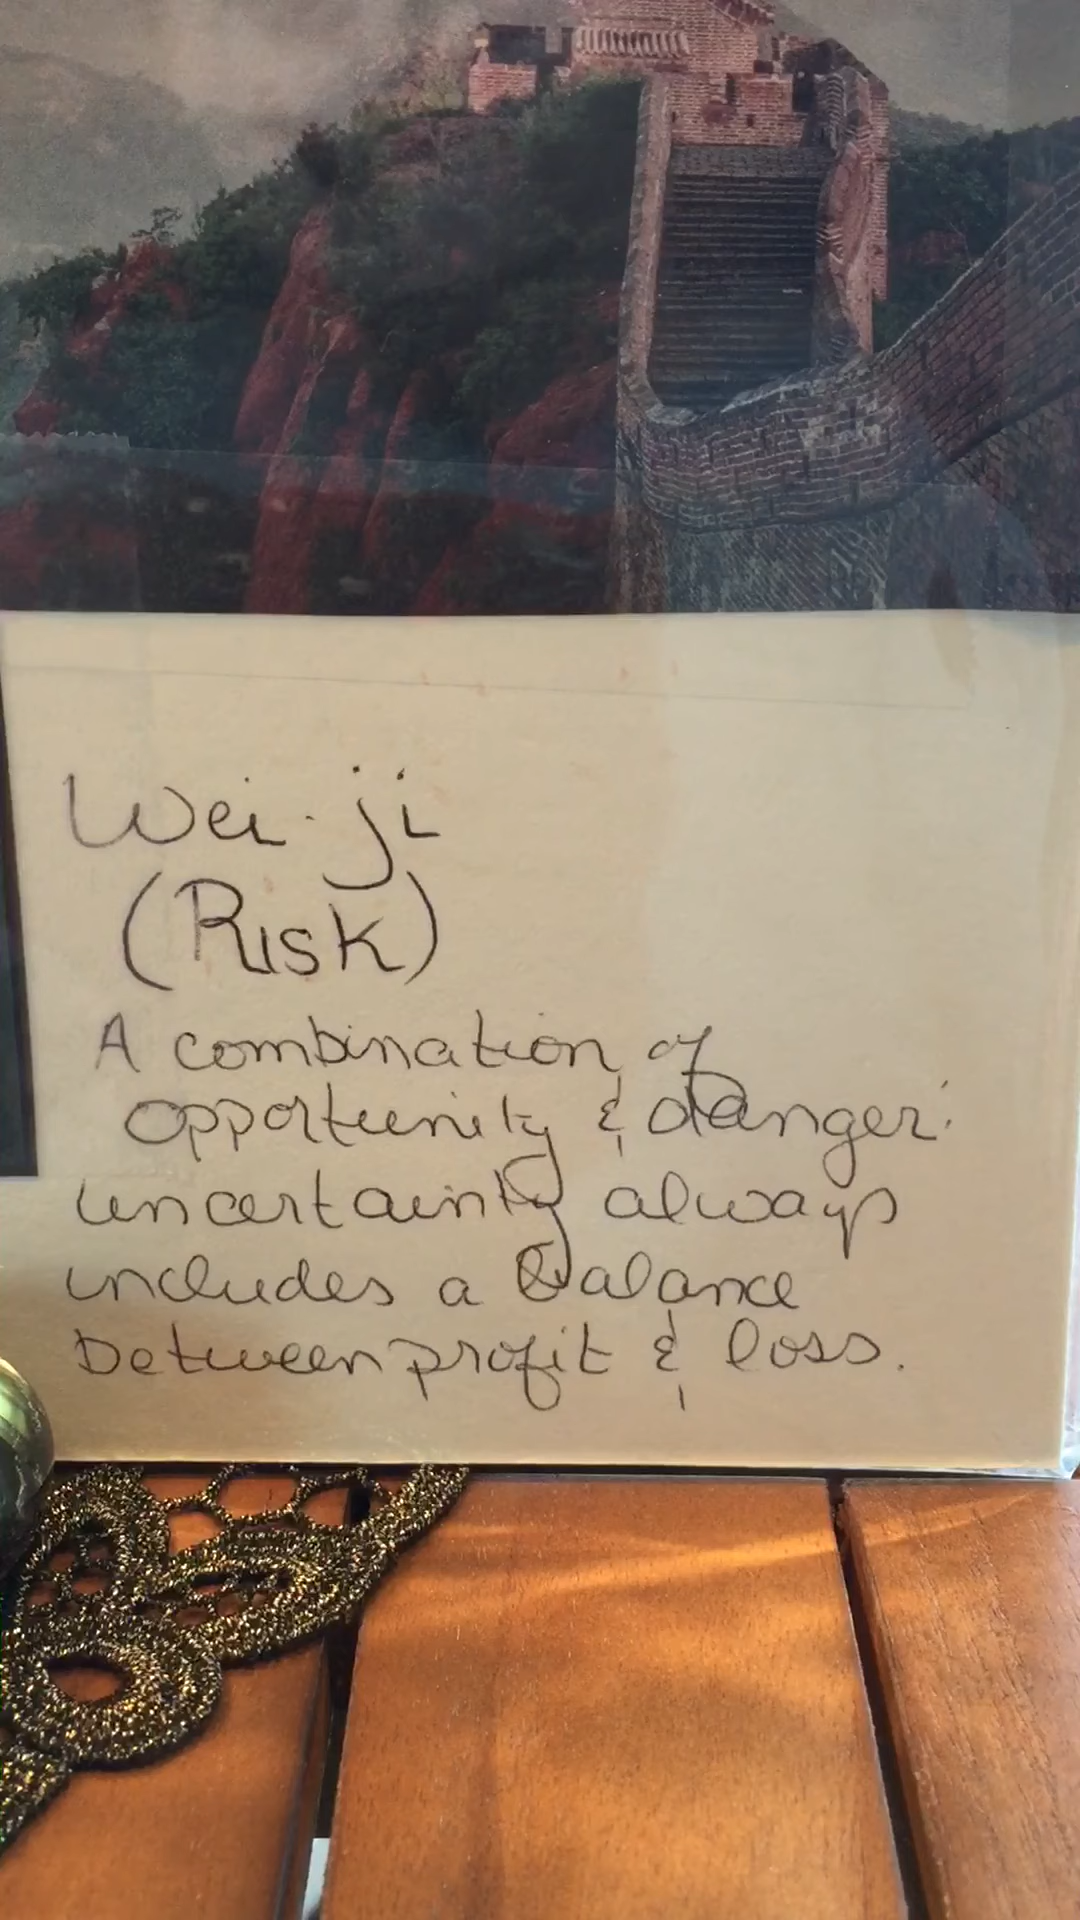 Wei-ji
(Risk)
A combination of
opportunity & danger:
uncertainty always
includes a balance
between profit & loss.